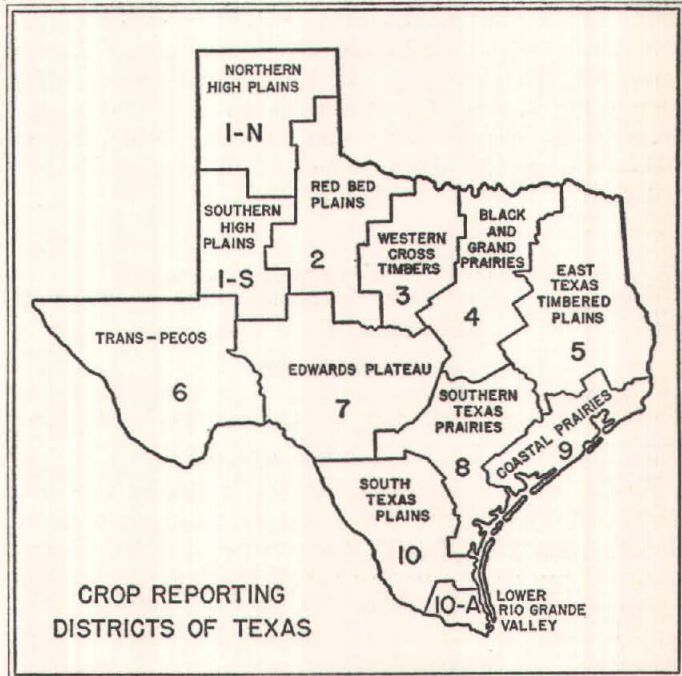 NORTHERN
HIGH PLAINS
1-N
SOUTHERN
HIGH
PLAINS
1-S
RED BED
PLAINS
2
WESTERN
CROSS
TIMBERS
3
BLACK
AND
GRAND
PRAIRIES
4
EAST
TEXAS
TIMBERED
PLAINS
5
TRANS-PECOS
6
EDWARDS PLATEAU
7
SOUTHERN
TEXAS
PRAIRIES
8
COASTAL PRAIRIES
9
SOUTH
TEXAS
PLAINS
10
10-A
LOWER
RIO GRANDE
VALLEY
CROP REPORTING
DISTRICTS OF TEXAS